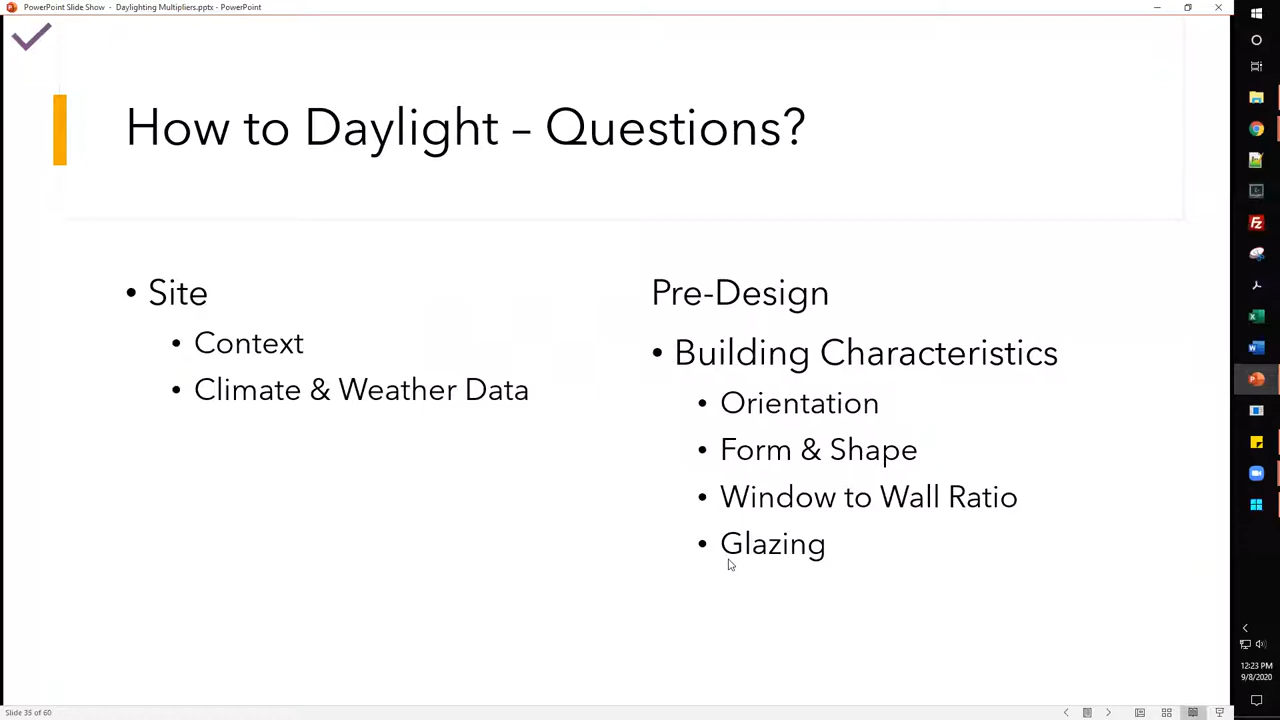 PowerPoint Slide Show - Daylighting Multipliers.pptx - PowerPoint
How to Daylight – Questions?
• Site
• Context
• Climate & Weather Data
Pre-Design
• Building Characteristics
• Orientation
• Form & Shape
• Window to Wall Ratio
• Glazing
12:23 PM
9/8/2020
Slide 35 of 60